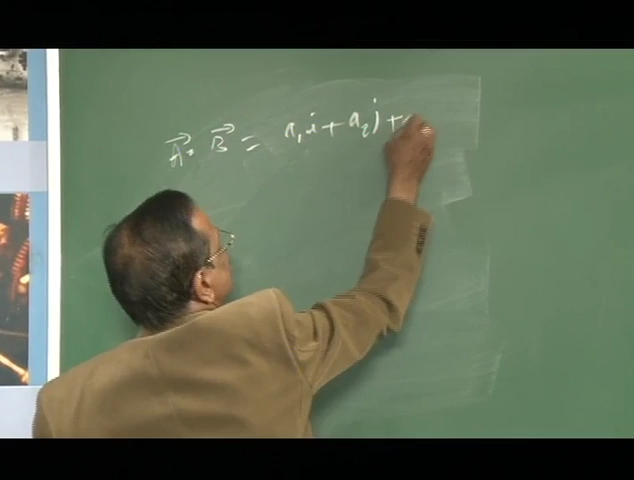 A⃗ · B⃗ = a₁i + a₂j +